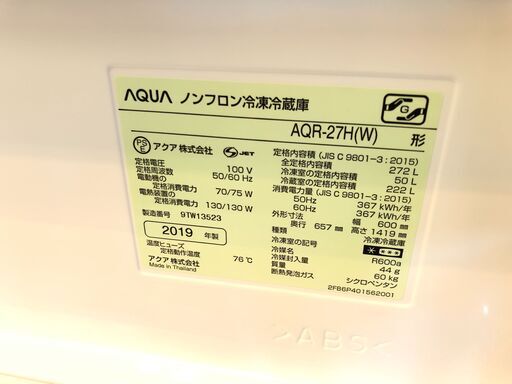 AQUA ノンフロン冷凍冷蔵庫
AQR-27H(W) 形
PS E アクア 株式会社 S JET
定格電圧 100 V
定格周波数 50/60 Hz
電動機の
定格消費電力 70/75 W
電熱装置の
定格消費電力 130/130 W
製造番号 9TW13523
2019 年製
温度ヒューズ
定格動作温度 76℃
アクア 株式会社
Made in Thailand
G
定格内容積 (JIS C 9801-3 : 2015)
全定格内容積 272 L
冷凍室の定格内容積 50 L
冷蔵室の定格内容積 222 L
消費電力量 (JIS C 9801-3 : 2015)
50Hz 367 kWh/年
60Hz 367 kWh/年
外形寸法 幅 600 mm
奥行 657 mm 高さ 1419 mm
種類 冷凍冷蔵庫
冷凍室の記号
冷媒名 R600a
冷媒封入量 44 g
質量 60 kg
断熱発泡ガス シクロペンタン
2FB6P401562001
>ABS<